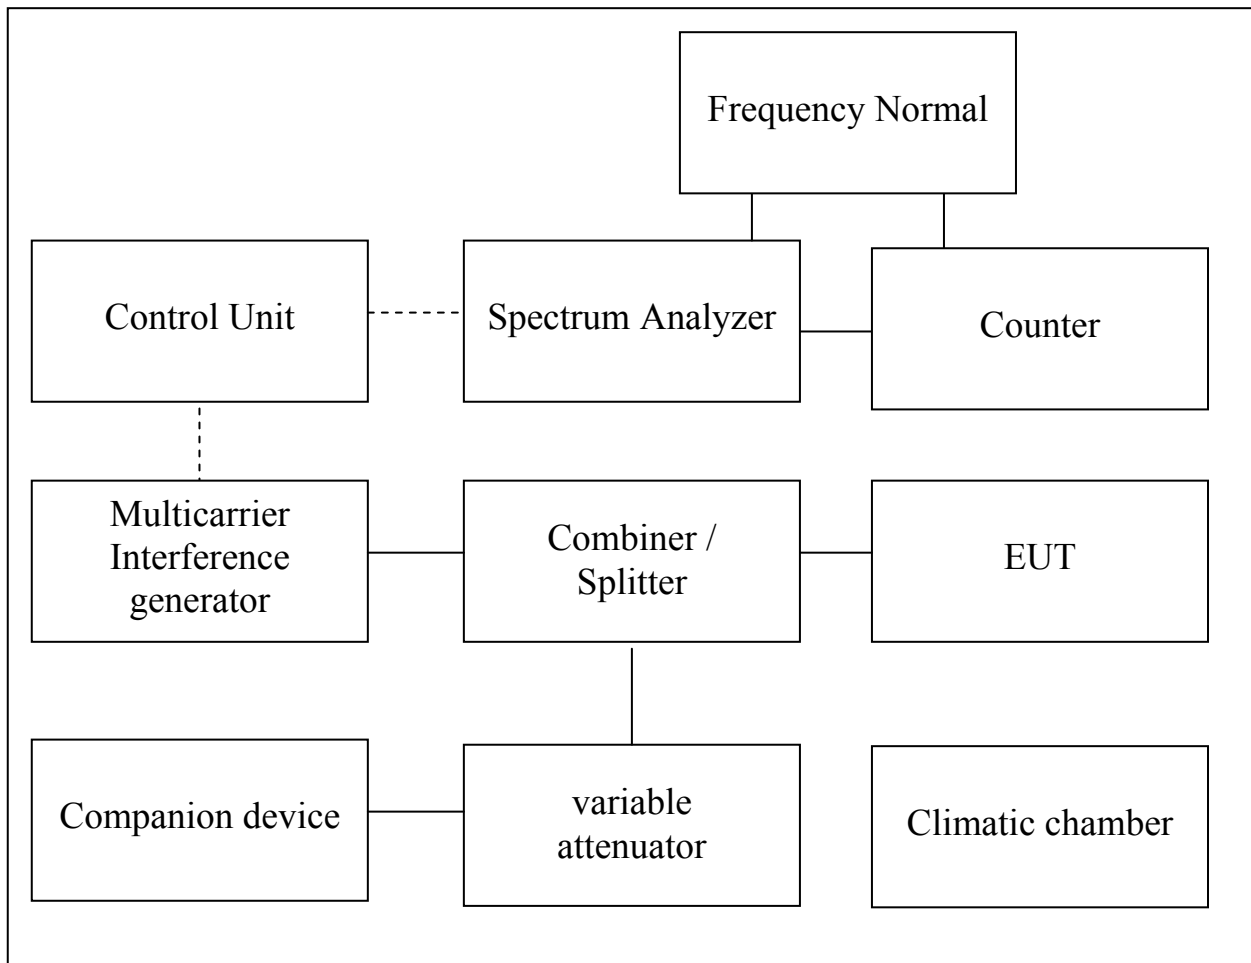 Frequency Normal
Control Unit
Spectrum Analyzer
Counter
Multicarrier
Interference
generator
Combiner /
Splitter
EUT
Companion device
variable
attenuator
Climatic chamber